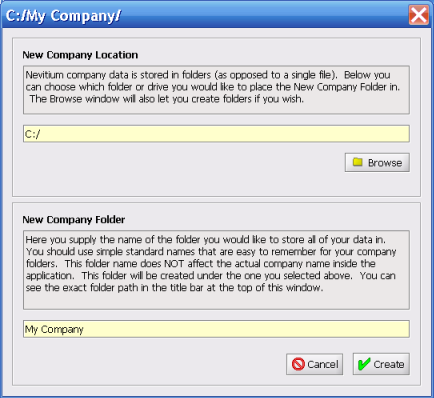 C:/My Company/
New Company Location
Nevitium company data is stored in folders (as opposed to a single file).  Below you
can choose which folder or drive you would like to place the New Company Folder in.
The Browse window will also let you create folders if you wish.
C:/
Browse
New Company Folder
Here you supply the name of the folder you would like to store all of your data in.
You should use simple standard names that are easy to remember for your company
folders.  This folder name does NOT affect the actual company name inside the
application.  This folder will be created under the one you selected above.  You can
see the exact folder path in the title bar at the top of this window.
My Company
Cancel
Create